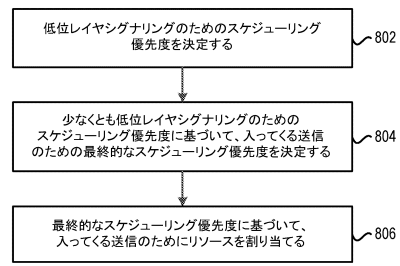 低位レイヤシグナリングのためのスケジューリング
優先度を決定する
802
少なくとも低位レイヤシグナリングのための
スケジューリング優先度に基づいて、入ってくる送信
のための最終的なスケジューリング優先度を決定する
804
最終的なスケジューリング優先度に基づいて、
入ってくる送信のためにリソースを割り当てる
806